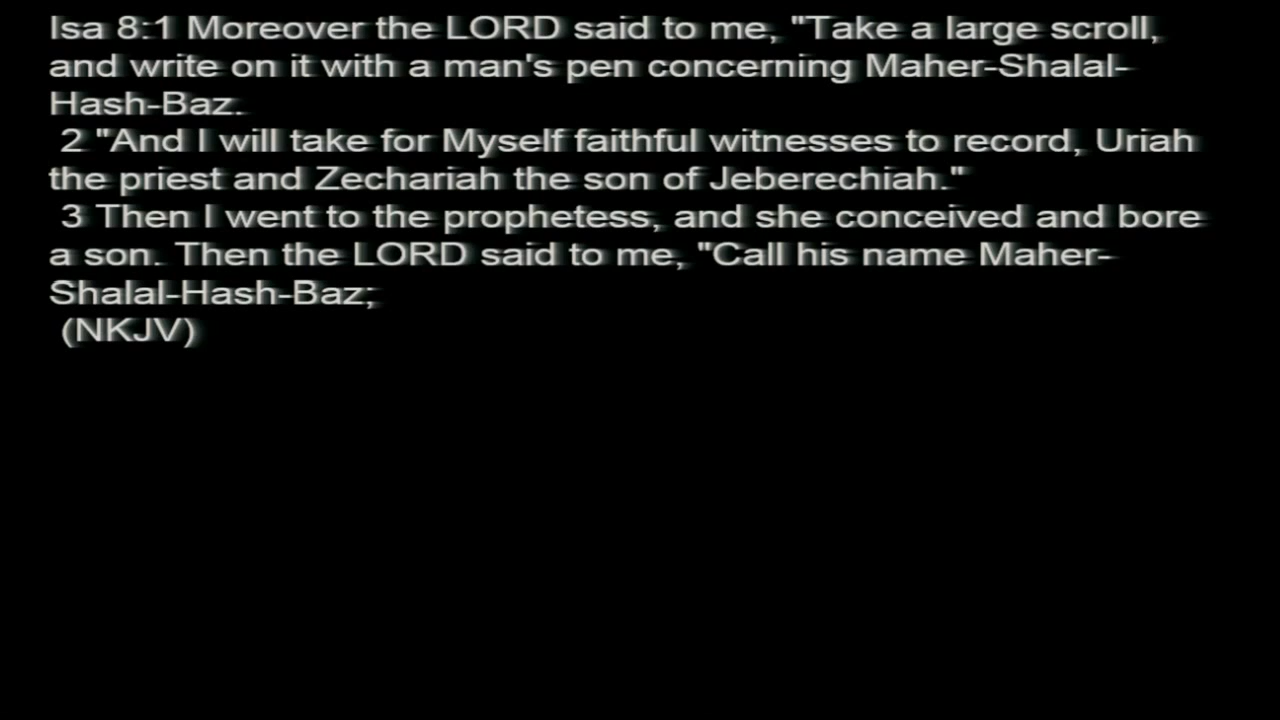 Isa 8:1 Moreover the LORD said to me, "Take a large scroll,
and write on it with a man's pen concerning Maher-Shalal-
Hash-Baz.
2 "And I will take for Myself faithful witnesses to record, Uriah
the priest and Zechariah the son of Jeberechiah."
3 Then I went to the prophetess, and she conceived and bore
a son. Then the LORD said to me, "Call his name Maher-
Shalal-Hash-Baz;
(NKJV)